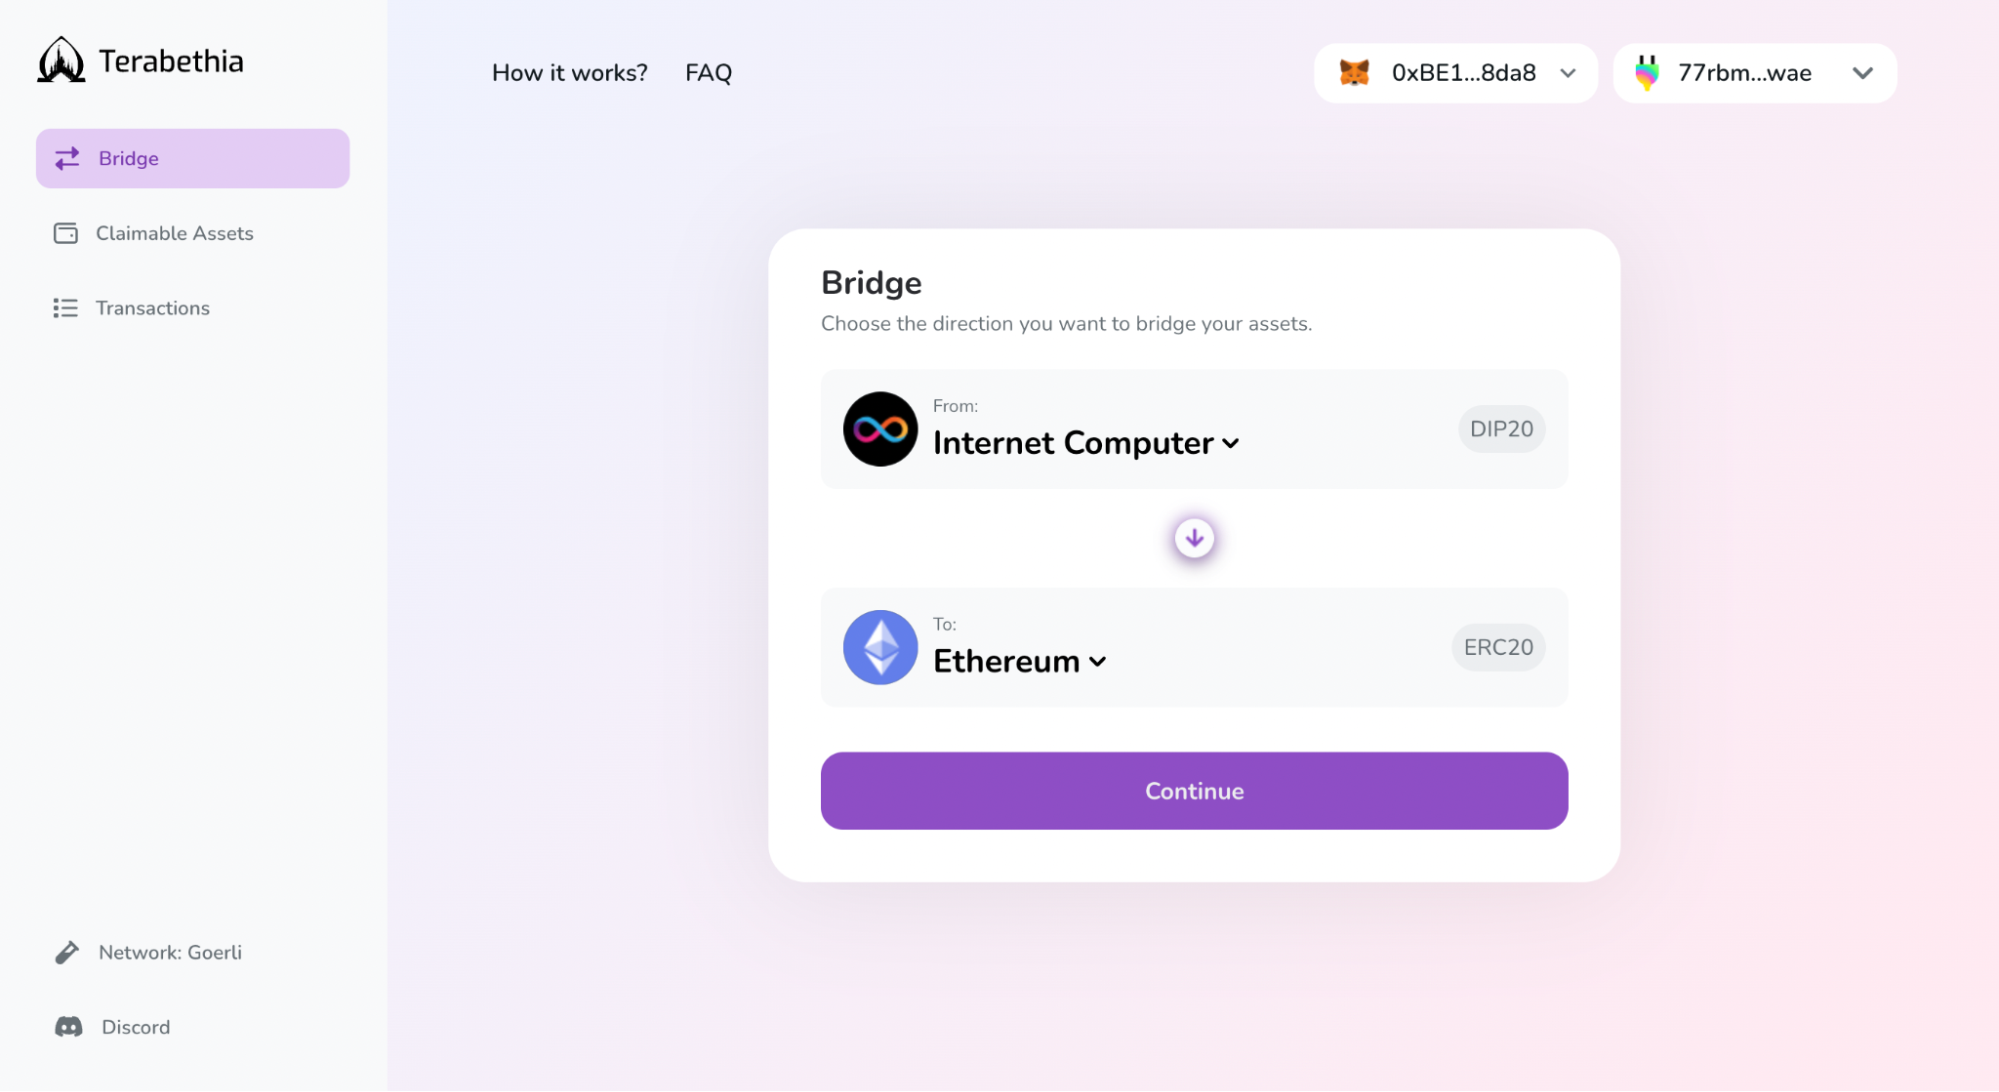 Terabethia
Bridge
Claimable Assets
Transactions
Network: Goerli
Discord
How it works?
FAQ
0xBE1...8da8
77rbm...wae
Bridge
Choose the direction you want to bridge your assets.
From:
Internet Computer
DIP20
To:
Ethereum
ERC20
Continue